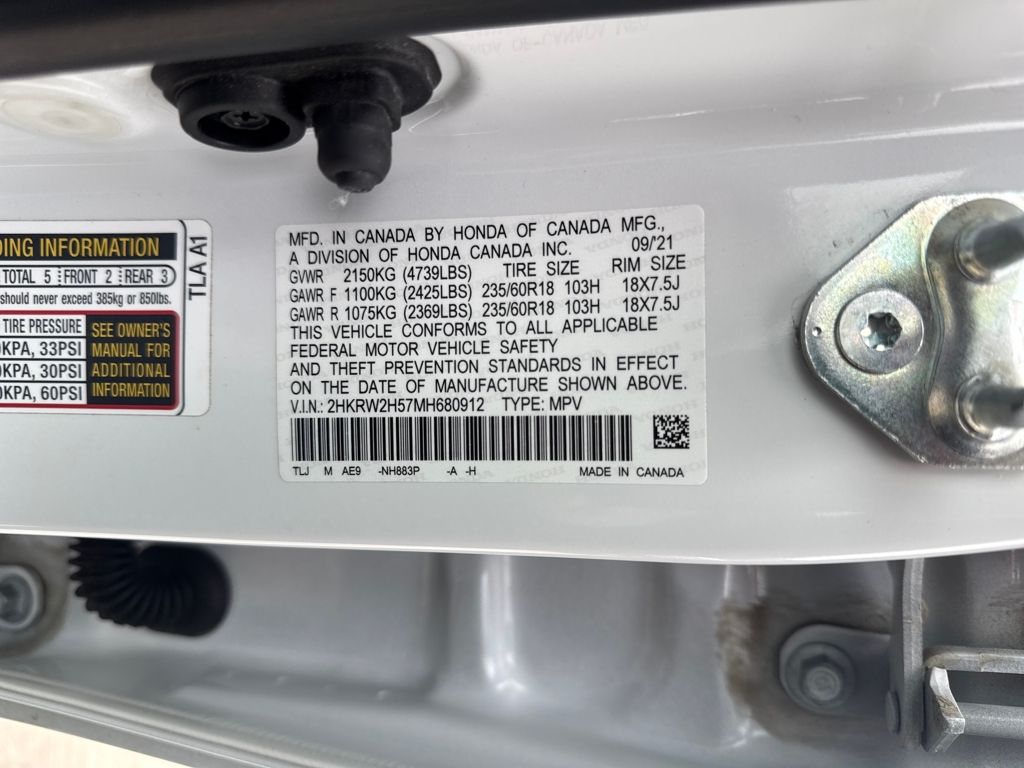 DING INFORMATION
TOTAL 5 FRONT 2 REAR 3
should never exceed 385kg or 850lbs.
TIRE PRESSURE
0KPA, 33PSI
0KPA, 30PSI
0KPA, 60PSI
SEE OWNER'S
MANUAL FOR
ADDITIONAL
INFORMATION
TLA A1
MFD. IN CANADA BY HONDA OF CANADA MFG.,
A DIVISION OF HONDA CANADA INC. 09/'21
GVWR 2150KG (4739LBS) TIRE SIZE RIM SIZE
GAWR F 1100KG (2425LBS) 235/60R18 103H 18X7.5J
GAWR R 1075KG (2369LBS) 235/60R18 103H 18X7.5J
THIS VEHICLE CONFORMS TO ALL APPLICABLE
FEDERAL MOTOR VEHICLE SAFETY
AND THEFT PREVENTION STANDARDS IN EFFECT
ON THE DATE OF MANUFACTURE SHOWN ABOVE.
V.I.N.: 2HKRW2H57MH680912 TYPE: MPV
TLJ M AE9 -NH883P -A -H MADE IN CANADA